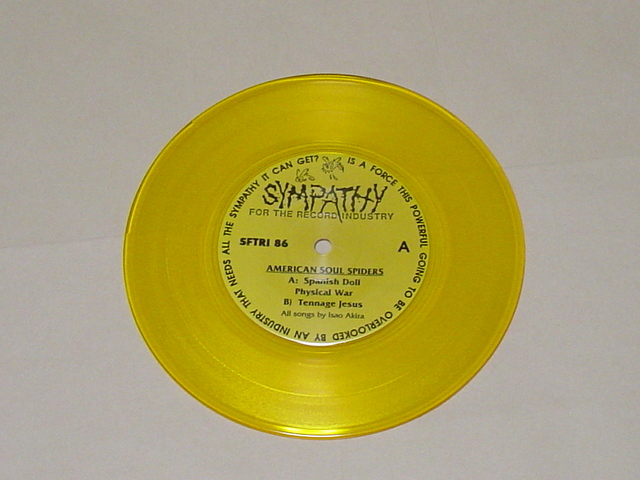 IS A FORCE THIS POWERFUL GOING TO BE OVERLOOKED BY AN INDUSTRY THAT NEEDS ALL THE SYMPATHY IT CAN GET?
SYMPATHY
FOR THE RECORD INDUSTRY
SFTRI 86
A
AMERICAN SOUL SPIDERS
A: Spanish Doll
Physical War
B) Tennage Jesus
All songs by Isao Akira